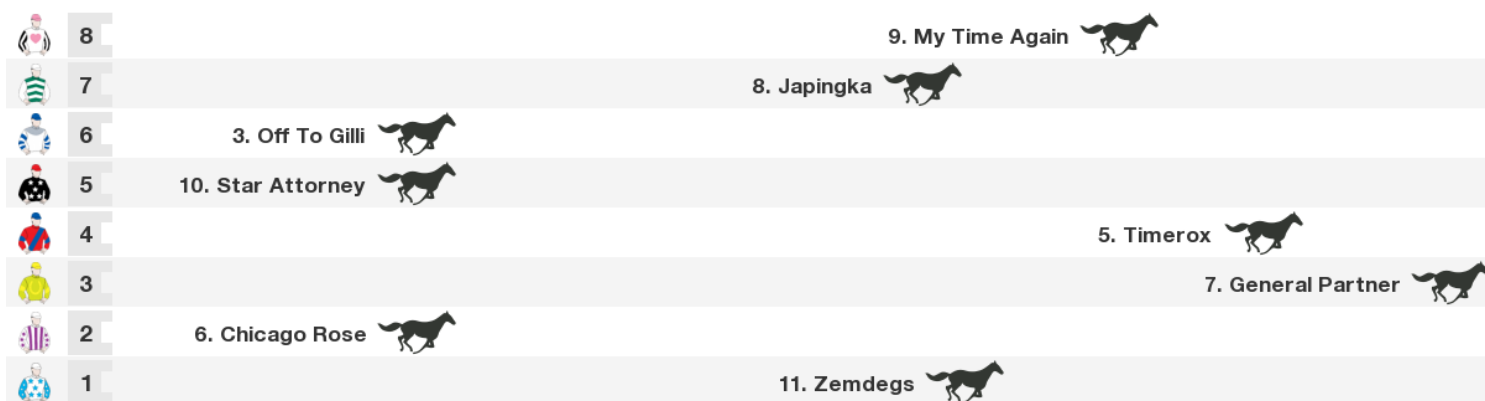 8 9. My Time Again
7 8. Japingka
6 3. Off To Gilli
5 10. Star Attorney
4 5. Timerox
3 7. General Partner
2 6. Chicago Rose
1 11. Zemdegs